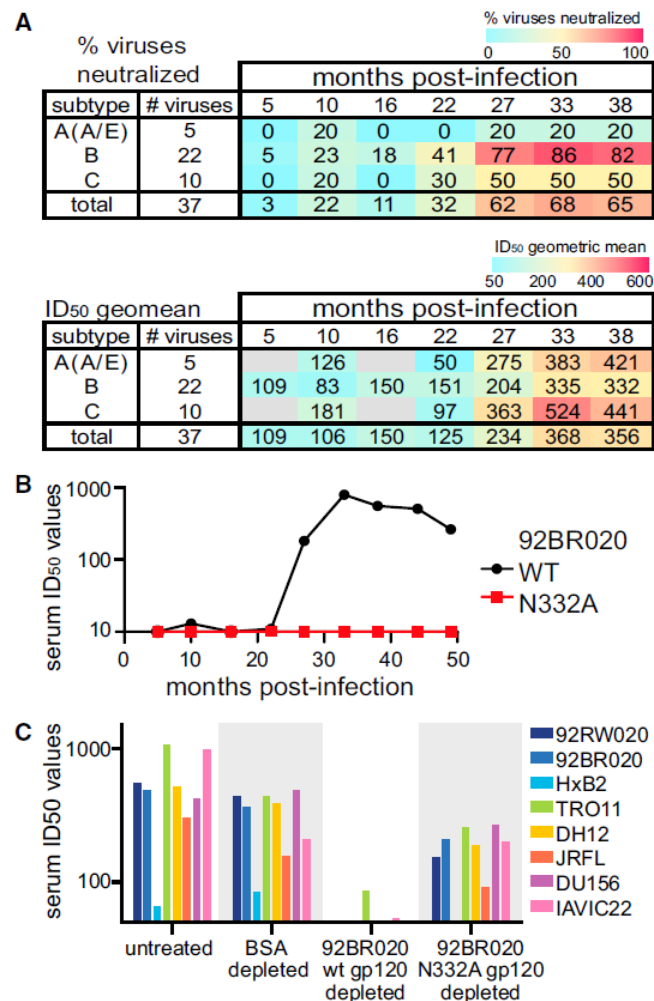 A
% viruses neutralized
0 50 100
% viruses
neutralized
months post-infection
subtype # viruses 5 10 16 22 27 33 38
A(A/E) 5 0 20 0 0 20 20 20
B 22 5 23 18 41 77 86 82
C 10 0 20 0 30 50 50 50
total 37 3 22 11 32 62 68 65
ID50 geometric mean
50 200 400 600
ID50 geomean
months post-infection
subtype # viruses 5 10 16 22 27 33 38
A(A/E) 5 126 50 275 383 421
B 22 109 83 150 151 204 335 332
C 10 181 97 363 524 441
total 37 109 106 150 125 234 368 356
B
serum ID50 values
1000
100
10
0 10 20 30 40 50
months post-infection
92BR020
WT
N332A
C
serum ID50 values
1000
100
untreated
BSA
depleted
92BR020
wt gp120
depleted
92BR020
N332A gp120
depleted
92RW020
92BR020
HxB2
TRO11
DH12
JRFL
DU156
IAVIC22